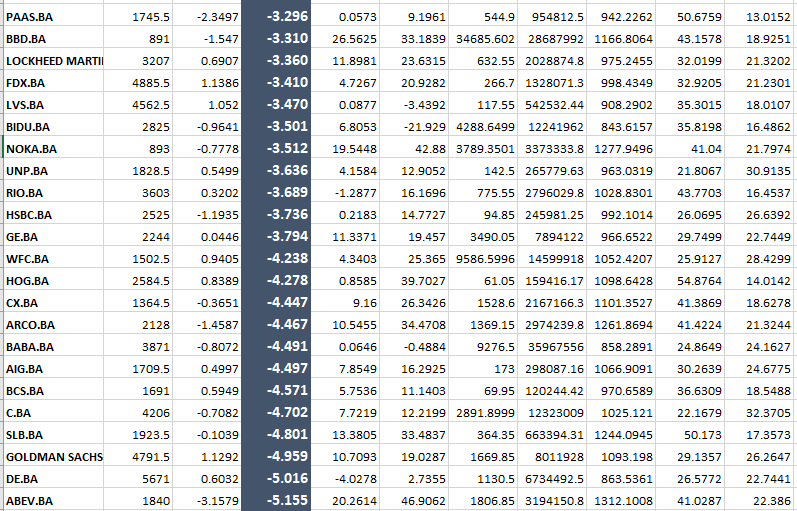 PAAS.BA 1745.5 -2.3497 -3.296 0.0573 9.1961 544.9 954812.5 942.2262 50.6759 13.0152
BBD.BA 891 -1.547 -3.310 26.5625 33.1839 34685.602 28687992 1166.8064 43.1578 18.9251
LOCKHEED MARTI 3207 0.6907 -3.360 11.8981 23.6315 632.55 2028874.8 975.2455 32.0199 21.3202
FDX.BA 4885.5 1.1386 -3.410 4.7267 20.9282 266.7 1328071.3 998.4349 32.9205 21.2301
LVS.BA 4562.5 1.052 -3.470 0.0877 -3.4392 117.55 542532.44 908.2902 35.3015 18.0107
BIDU.BA 2825 -0.9641 -3.501 6.8053 -21.929 4288.6499 12241962 843.6157 35.8198 16.4862
NOKA.BA 893 -0.7778 -3.512 19.5448 42.88 3789.3501 3373333.8 1277.9496 41.04 21.7974
UNP.BA 1828.5 0.5499 -3.636 4.1584 12.9052 142.5 265779.63 963.0319 21.8067 30.9135
RIO.BA 3603 0.3202 -3.689 -1.2877 16.1696 775.55 2796029.8 1028.8301 43.7703 16.4537
HSBC.BA 2525 -1.1935 -3.736 0.2183 14.7727 94.85 245981.25 992.1014 26.0695 26.6392
GE.BA 2244 0.0446 -3.794 11.3371 19.457 3490.05 7894122 966.6522 29.7499 22.7449
WFC.BA 1502.5 0.9405 -4.238 4.3403 25.365 9586.5996 14599918 1052.4207 25.9127 28.4299
HOG.BA 2584.5 0.8389 -4.278 0.8585 39.7027 61.05 159416.17 1098.6428 54.8764 14.0142
CX.BA 1364.5 -0.3651 -4.447 9.16 26.3426 1528.6 2167166.3 1101.3527 41.3869 18.6278
ARCO.BA 2128 -1.4587 -4.467 10.5455 34.4708 1369.15 2974239.8 1261.8694 41.4224 21.3244
BABA.BA 3871 -0.8072 -4.491 0.0646 -0.4884 9276.5 35967556 858.2891 24.8649 24.1627
AIG.BA 1709.5 0.4997 -4.497 7.8549 16.2925 173 298087.16 1066.9091 30.2639 24.6775
BCS.BA 1691 0.5949 -4.571 5.7536 11.1403 69.95 120244.42 970.6589 36.6309 18.5488
C.BA 4206 -0.7082 -4.702 7.7219 12.2199 2891.8999 12323009 1025.121 22.1679 32.3705
SLB.BA 1923.5 -0.1039 -4.801 13.3805 33.4837 364.35 663394.31 1244.0945 50.173 17.3573
GOLDMAN SACHS 4791.5 1.1292 -4.959 10.7093 19.0287 1669.85 8011928 1093.198 29.1357 26.2647
DE.BA 5671 0.6032 -5.016 -4.0278 2.7355 1130.5 6734492.5 863.5361 26.5772 22.7441
ABEV.BA 1840 -3.1579 -5.155 20.2614 46.9062 1806.85 3194150.8 1312.1008 41.0287 22.386